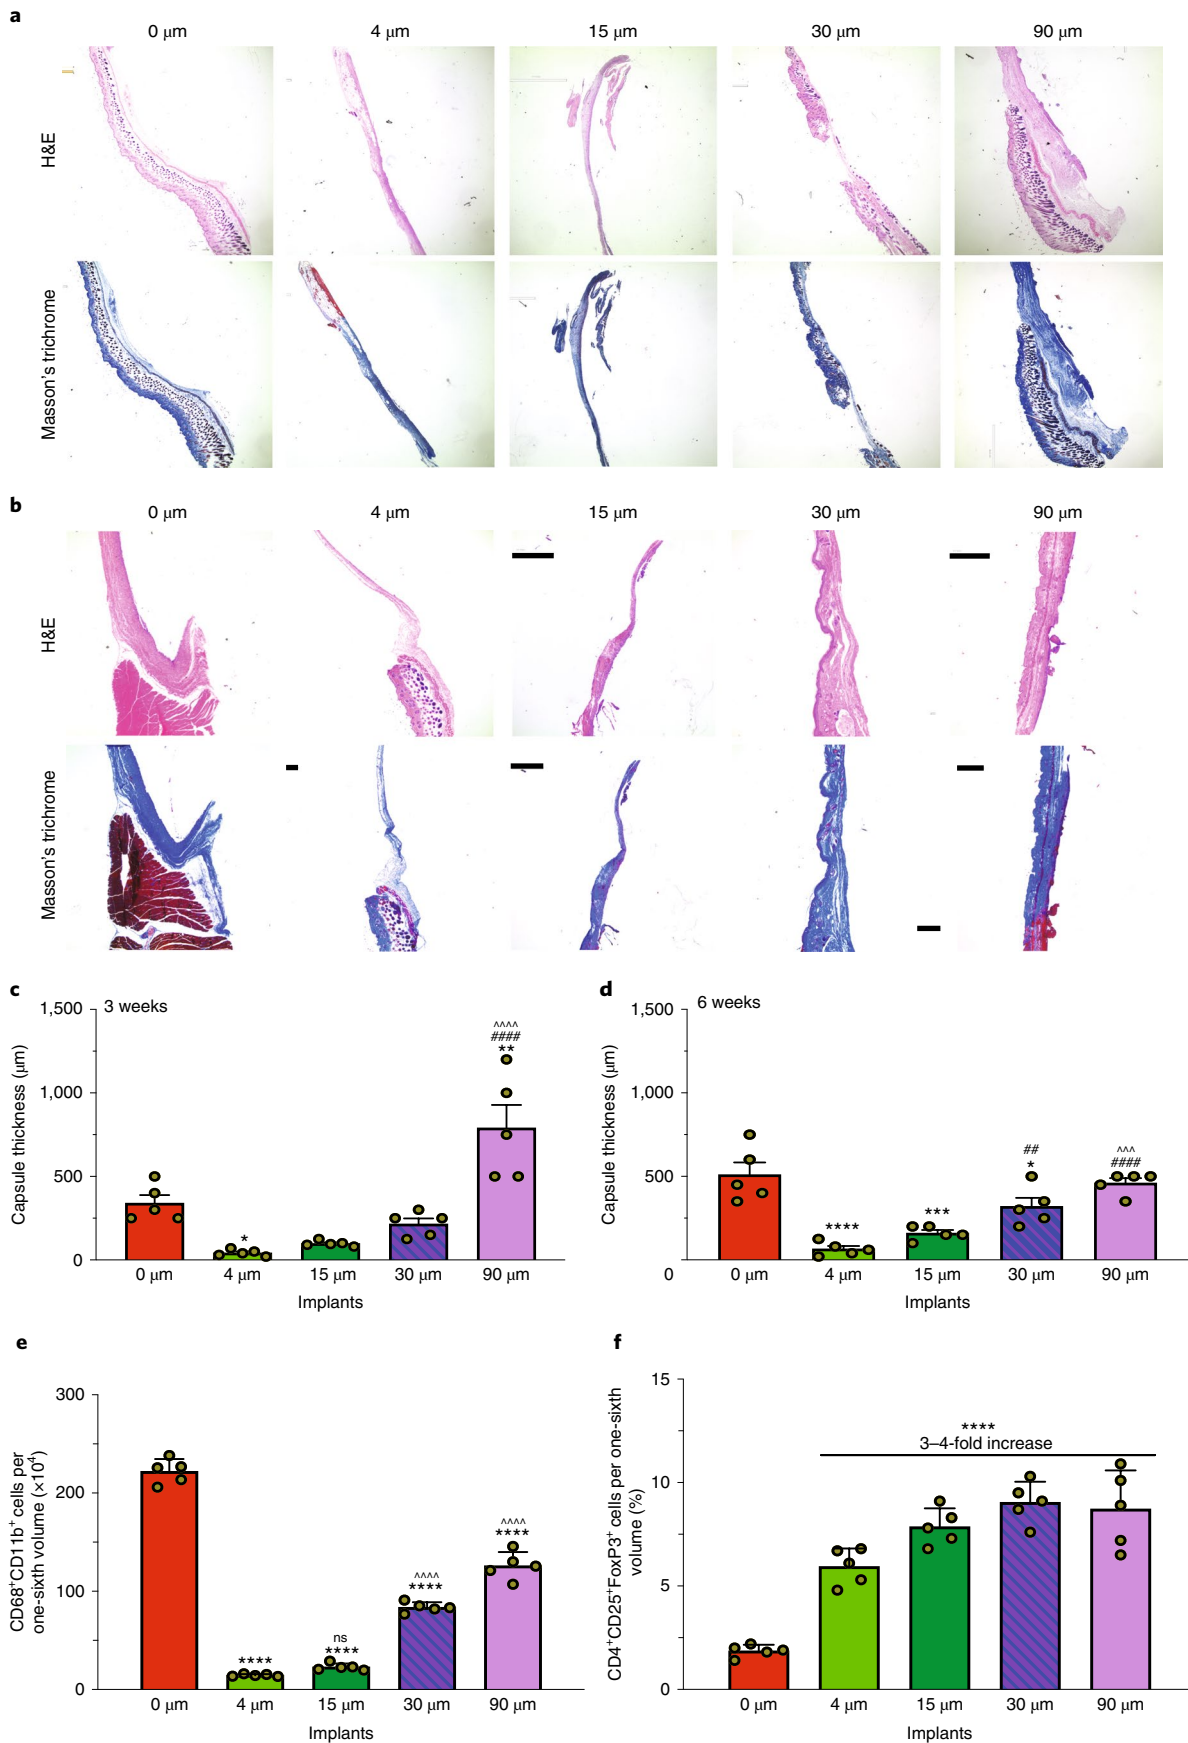 a
0 μm 4 μm 15 μm 30 μm 90 μm
H&E
Masson's trichrome
b
0 μm 4 μm 15 μm 30 μm 90 μm
H&E
Masson's trichrome
c
3 weeks
Capsule thickness (μm)
1,500
1,000
500
0
*
^^^^
####
**
0 μm 4 μm 15 μm 30 μm 90 μm
Implants
d
6 weeks
Capsule thickness (μm)
1,500
1,000
500
0
****
***
##
*
^^^
####
0 μm 4 μm 15 μm 30 μm 90 μm
Implants
e
CD68⁺CD11b⁺ cells per
one-sixth volume (×10⁴)
300
200
100
0
****
ns
****
^^^^
****
^^^^
****
0 μm 4 μm 15 μm 30 μm 90 μm
Implants
f
CD4⁺CD25⁺FoxP3⁺ cells per one-sixth
volume (%)
15
10
5
0
****
3–4-fold increase
0 μm 4 μm 15 μm 30 μm 90 μm
Implants